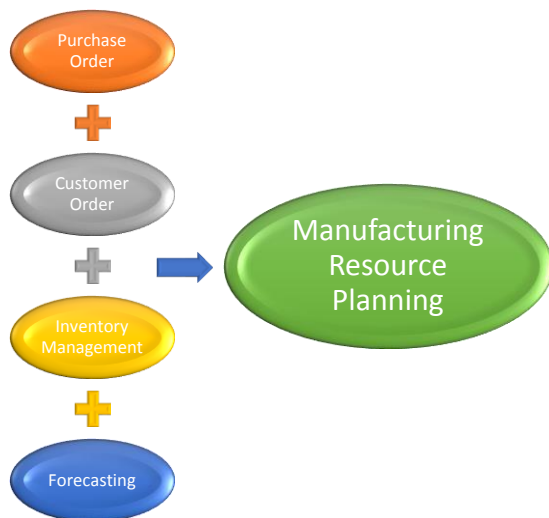 Purchase
Order
Customer
Order
Inventory
Management
Forecasting
Manufacturing
Resource
Planning